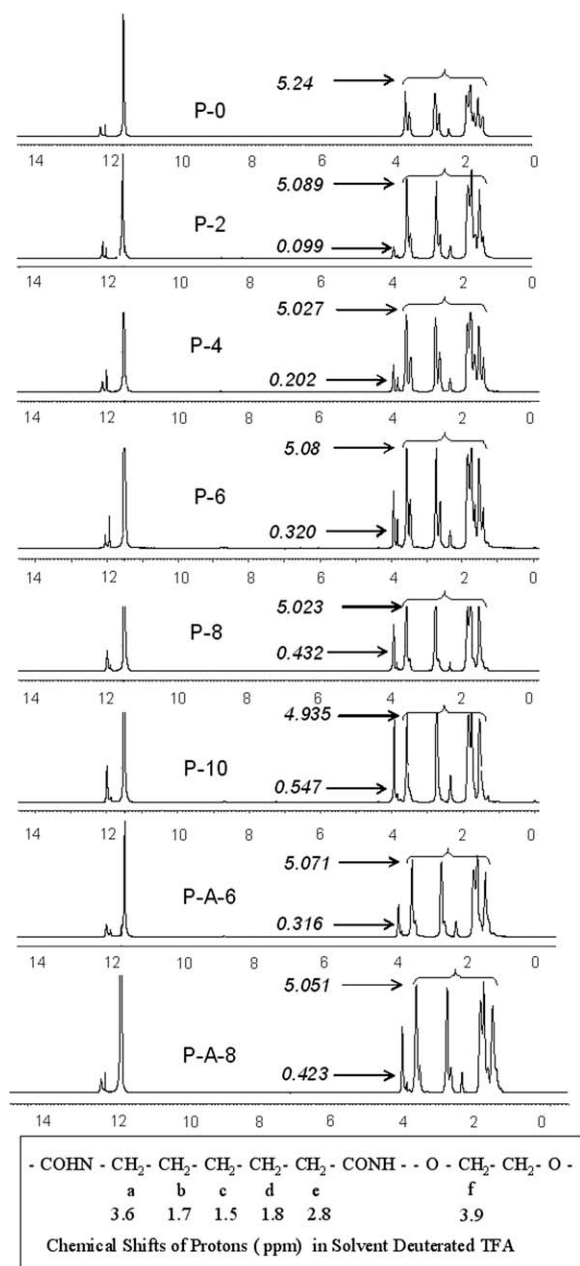 5.24
P-0
14 12 10 8 6 4 2 0
5.089
P-2
0.099
14 12 10 8 6 4 2 0
5.027
P-4
0.202
14 12 10 8 6 4 2 0
5.08
P-6
0.320
14 12 10 8 6 4 2 0
5.023
P-8
0.432
14 12 10 8 6 4 2 0
4.935
P-10
0.547
14 12 10 8 6 4 2 0
5.071
P-A-6
0.316
14 12 10 8 6 4 2 0
5.051
P-A-8
0.423
14 12 10 8 6 4 2 0
- COHN - CH2- CH2- CH2- CH2- CH2 - CONH - - O - CH2- CH2- O -
a b c d e f
3.6 1.7 1.5 1.8 2.8 3.9
Chemical Shifts of Protons ( ppm ) in Solvent Deuterated TFA